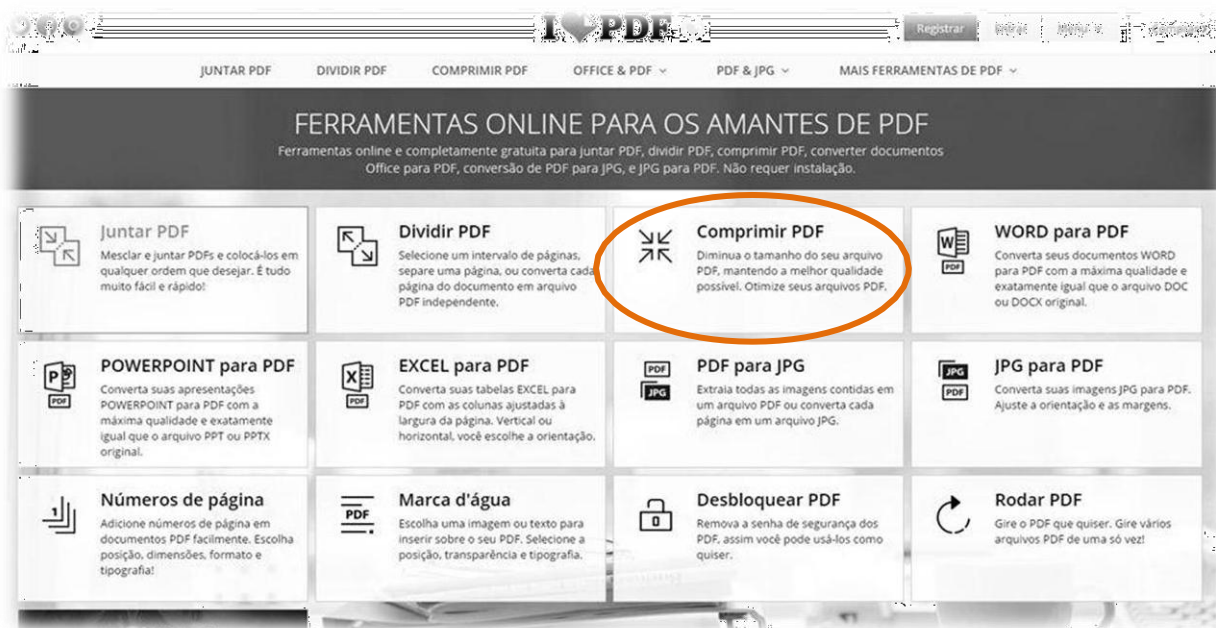 I PDF
Registrar
JUNTAR PDF DIVIDIR PDF COMPRIMIR PDF OFFICE & PDF PDF & JPG MAIS FERRAMENTAS DE PDF
FERRAMENTAS ONLINE PARA OS AMANTES DE PDF
Ferramentas online e completamente gratuita para juntar PDF, dividir PDF, comprimir PDF, converter documentos
Office para PDF, conversão de PDF para JPG, e JPG para PDF. Não requer instalação.
Juntar PDF
Mesclar e juntar PDFs e colocá-los em
qualquer ordem que desejar. É tudo
muito fácil e rápido!
Dividir PDF
Selecione um intervalo de páginas,
separe uma página, ou converta cada
página do documento em arquivo
PDF independente.
Comprimir PDF
Diminua o tamanho do seu arquivo
PDF, mantendo a melhor qualidade
possível. Otimize seus arquivos PDF.
W
PDF
WORD para PDF
Converta seus documentos WORD
para PDF com a máxima qualidade e
exatamente igual que o arquivo DOC
ou DOCX original.
P
PDF
POWERPOINT para PDF
Converta suas apresentações
POWERPOINT para PDF com a
máxima qualidade e exatamente
igual que o arquivo PPT ou PPTX
original.
X
PDF
EXCEL para PDF
Converta suas tabelas EXCEL para
PDF com as colunas ajustadas à
largura da página. Vertical ou
horizontal, você escolhe a orientação.
PDF
JPG
PDF para JPG
Extraia todas as imagens contidas em
um arquivo PDF ou converta cada
página em um arquivo JPG.
JPG
PDF
JPG para PDF
Converta suas imagens JPG para PDF.
Ajuste a orientação e as margens.
1
Números de página
Adicione números de página em
documentos PDF facilmente. Escolha
posição, dimensões, formato e
tipografia!
PDF
Marca d'água
Escolha uma imagem ou texto para
inserir sobre o seu PDF. Selecione a
posição, transparência e tipografia.
Desbloquear PDF
Remova a senha de segurança dos
PDF, assim você pode usá-los como
quiser.
Rodar PDF
Gire o PDF que quiser. Gire vários
arquivos PDF de uma só vez!